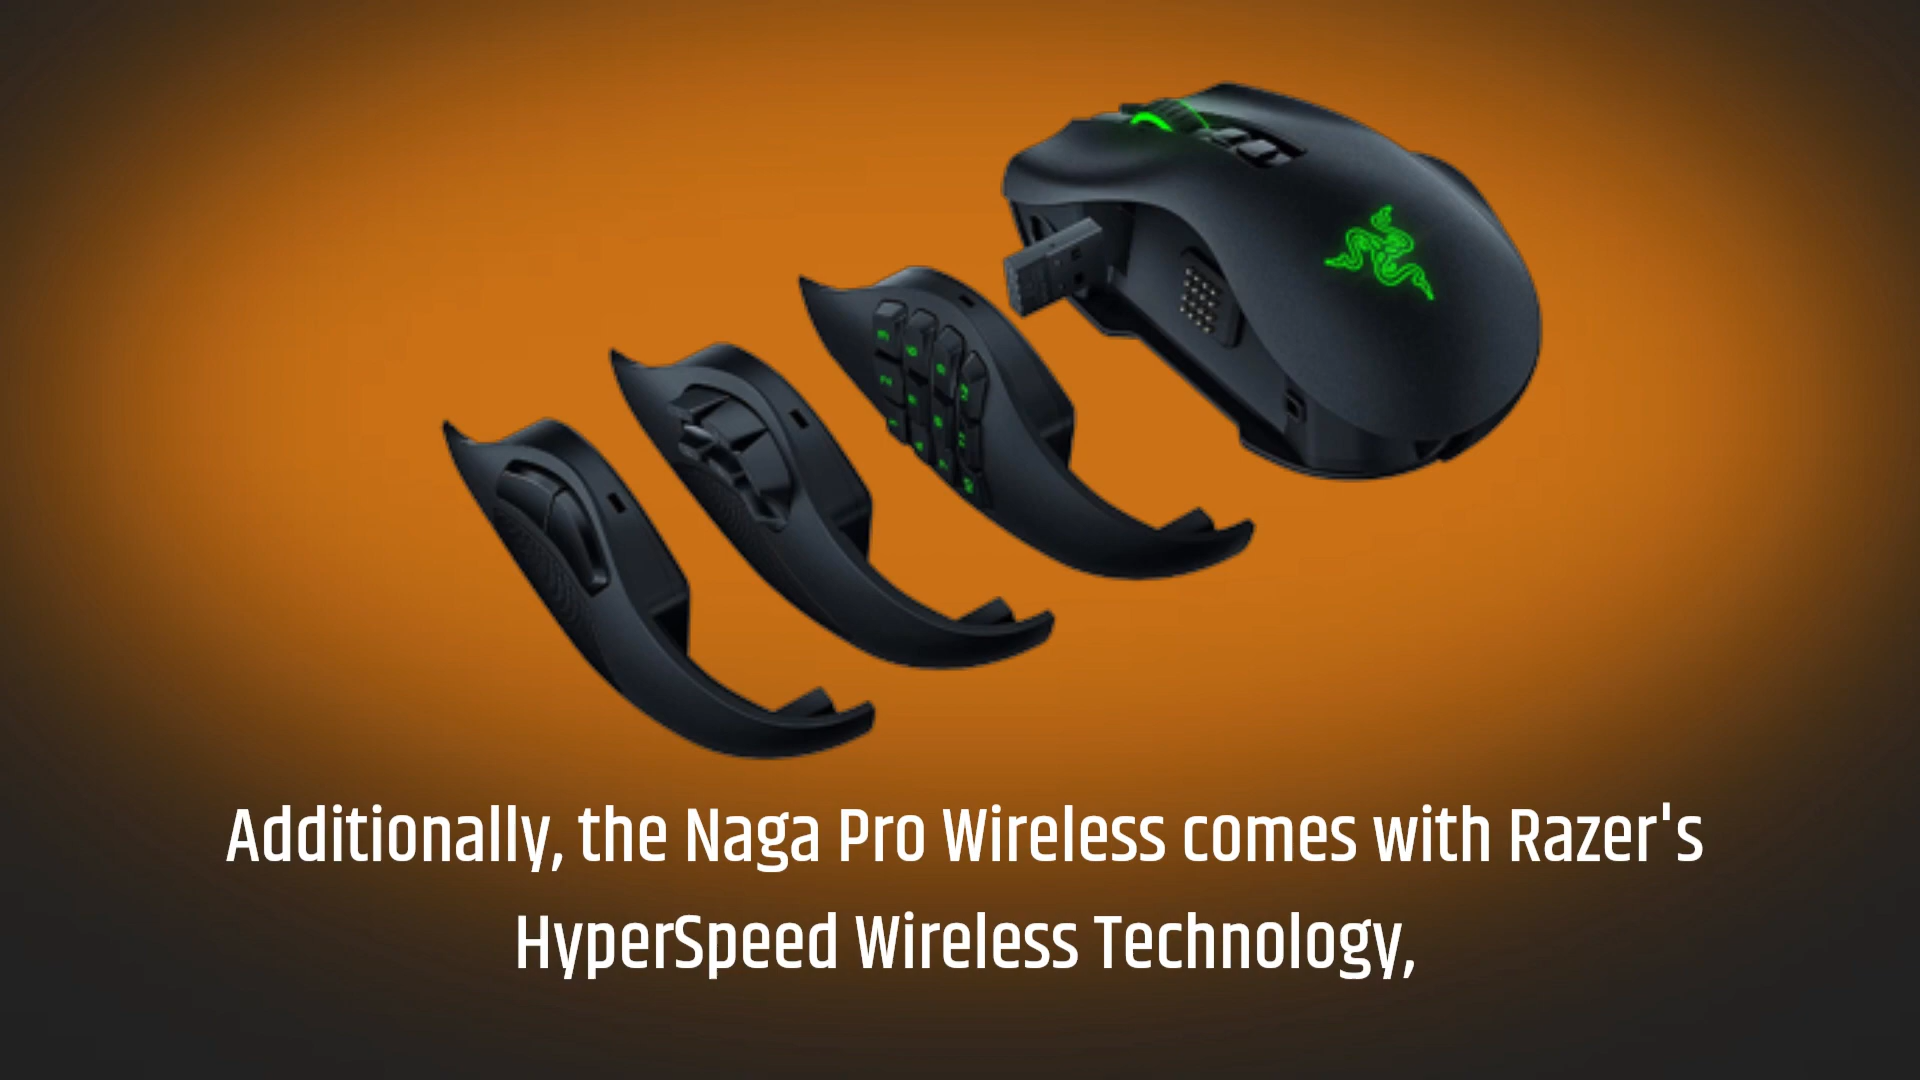 Additionally, the Naga Pro Wireless comes with Razer's
HyperSpeed Wireless Technology,